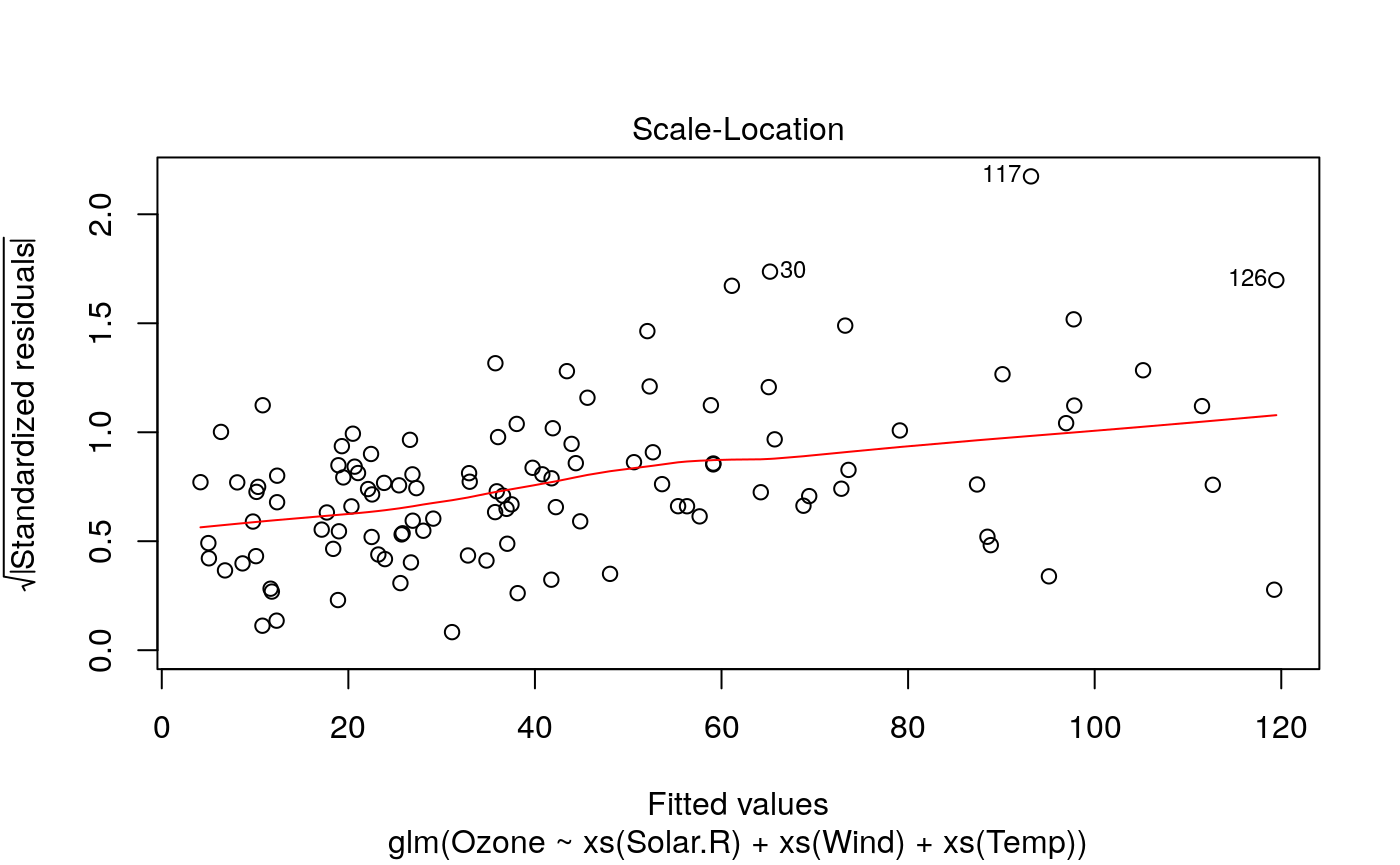 Scale-Location
√|Standardized residuals|
2.0
1.5
1.0
0.5
0.0
117
30
126
0 20 40 60 80 100 120
Fitted values
glm(Ozone ~ xs(Solar.R) + xs(Wind) + xs(Temp))